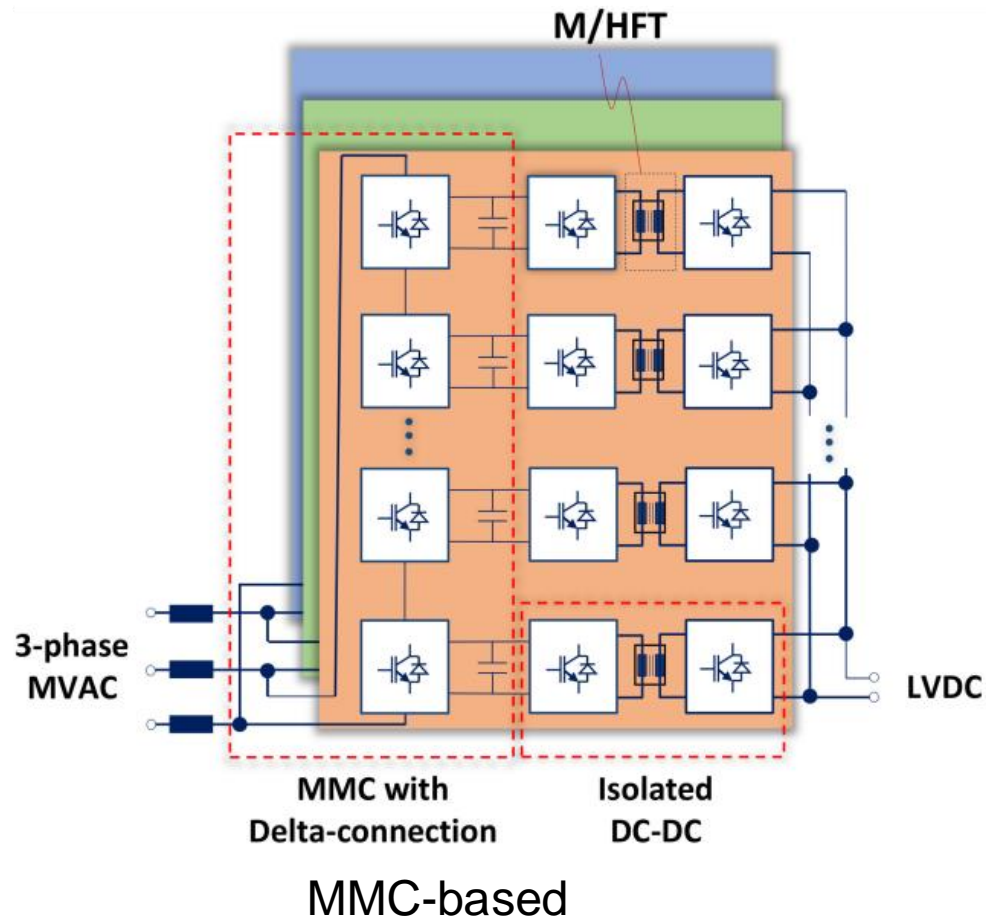 M/HFT
3-phase
MVAC
LVDC
MMC with
Delta-connection
Isolated
DC-DC
MMC-based